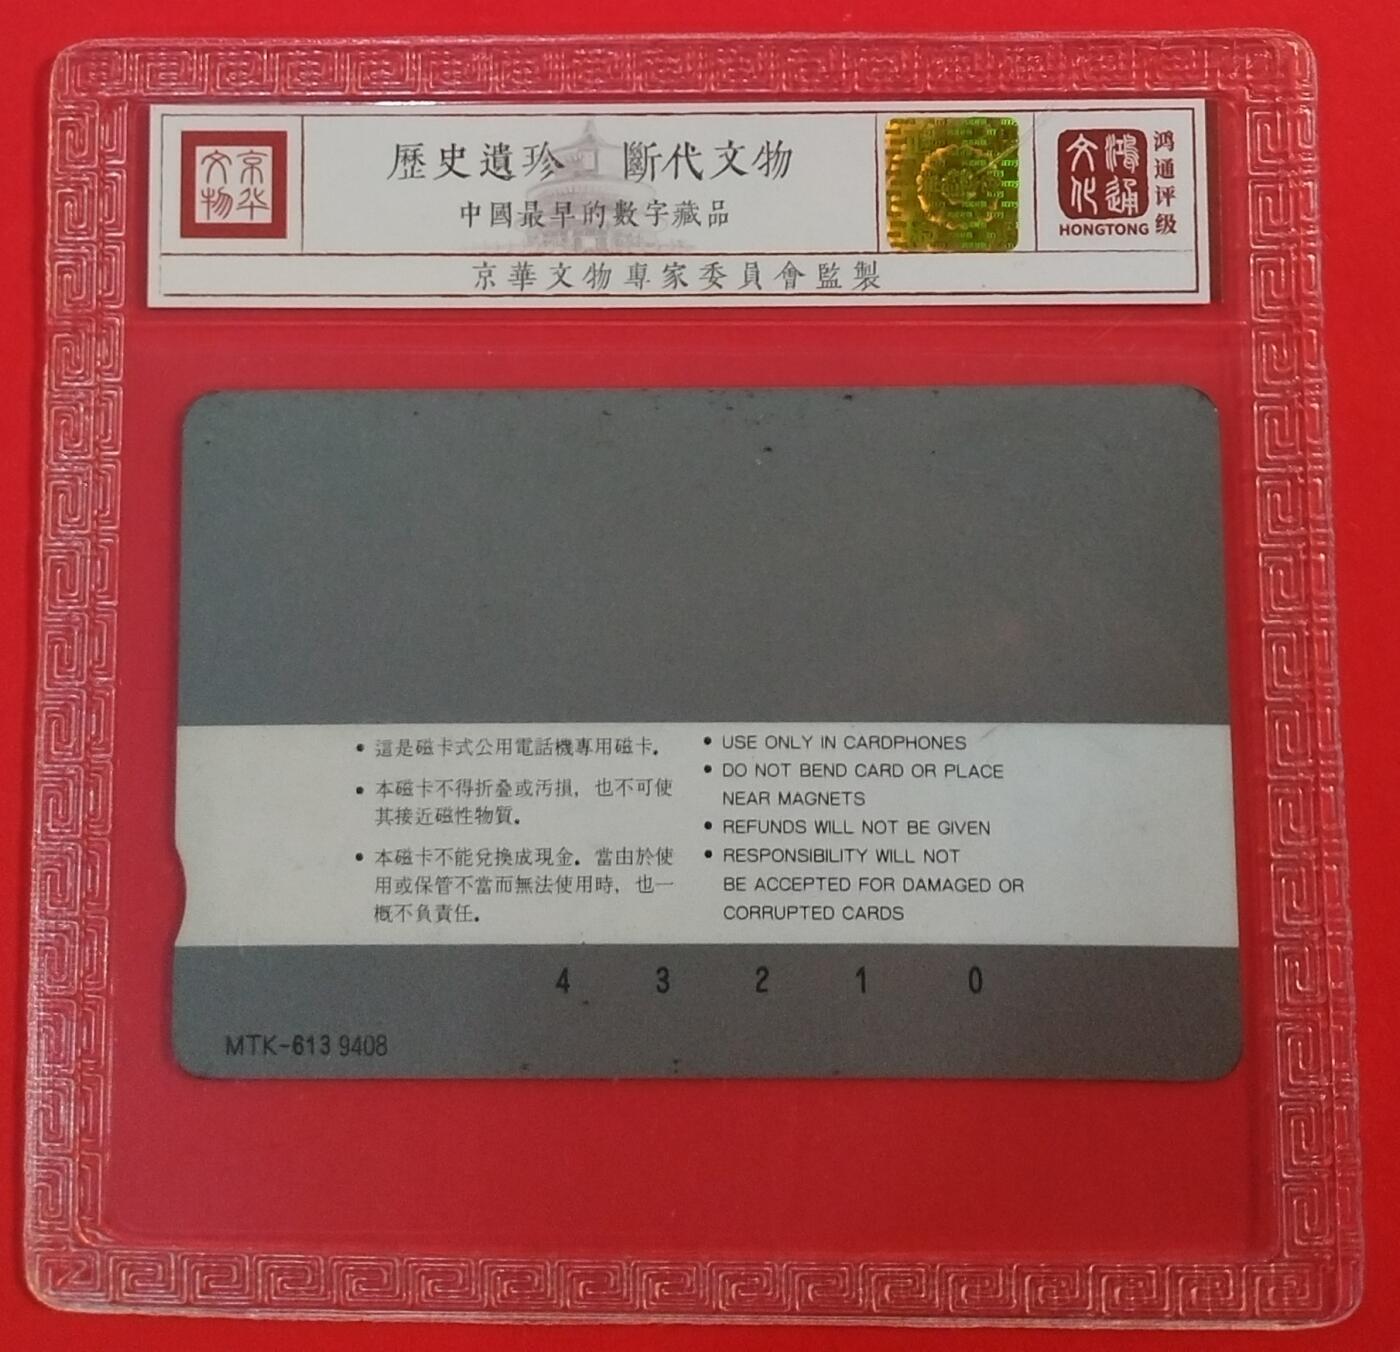 京华
文物
歷史遺珍 斷代文物
中國最早的數字藏品
京華文物專家委員會監製
鴻通
文化
HONGTONG
鸿通评级
• 這是磁卡式公用電話機專用磁卡.
• 本磁卡不得折叠或汚損, 也不可使
其接近磁性物質.
• 本磁卡不能兌換成現金. 當由於使
用或保管不當而無法使用時, 也一
概不負責任.
• USE ONLY IN CARDPHONES
• DO NOT BEND CARD OR PLACE
NEAR MAGNETS
• REFUNDS WILL NOT BE GIVEN
• RESPONSIBILITY WILL NOT
BE ACCEPTED FOR DAMAGED OR
CORRUPTED CARDS
4 3 2 1 0
MTK-613 9408